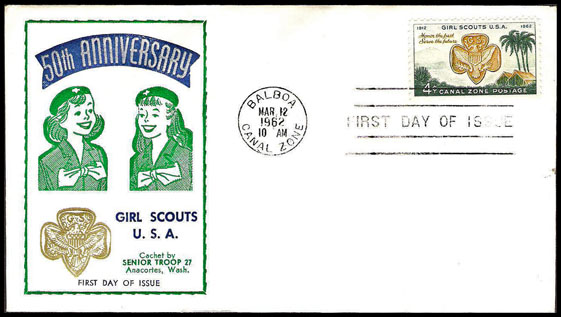 50th ANNIVERSARY
GIRL SCOUTS
U. S. A.
Cachet by
SENIOR TROOP 27
Anacortes, Wash.
FIRST DAY OF ISSUE
BALBOA
MAR 12
1962
10 AM
CANAL ZONE
1912 GIRL SCOUTS U.S.A. 1962
Honor the past
Serve the future
4¢ CANAL ZONE POSTAGE
FIRST DAY OF ISSUE